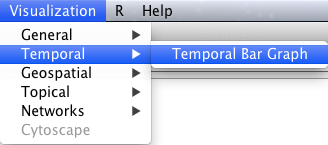 Visualization R Help
General
Temporal Temporal Bar Graph
Geospatial
Topical
Networks
Cytoscape